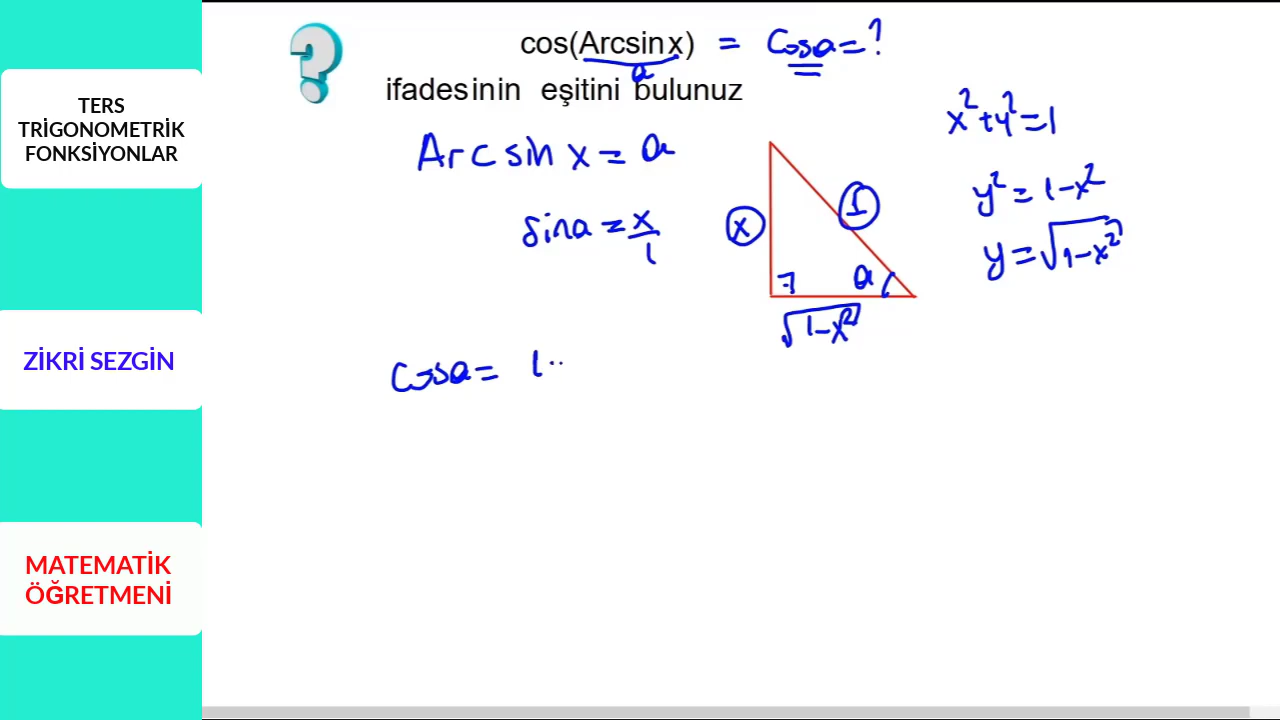 TERS
TRİGONOMETRİK
FONKSİYONLAR
ZİKRİ SEZGİN
MATEMATİK
ÖĞRETMENİ
cos(Arcsin x) = Cosa = ?
a
ifadesinin eşitini bulunuz
Arcsin x = a
sina = x/1
x
1
a
√1-x²
x²+y²=1
y² = 1-x²
y = √1-x²
Cosa = 1